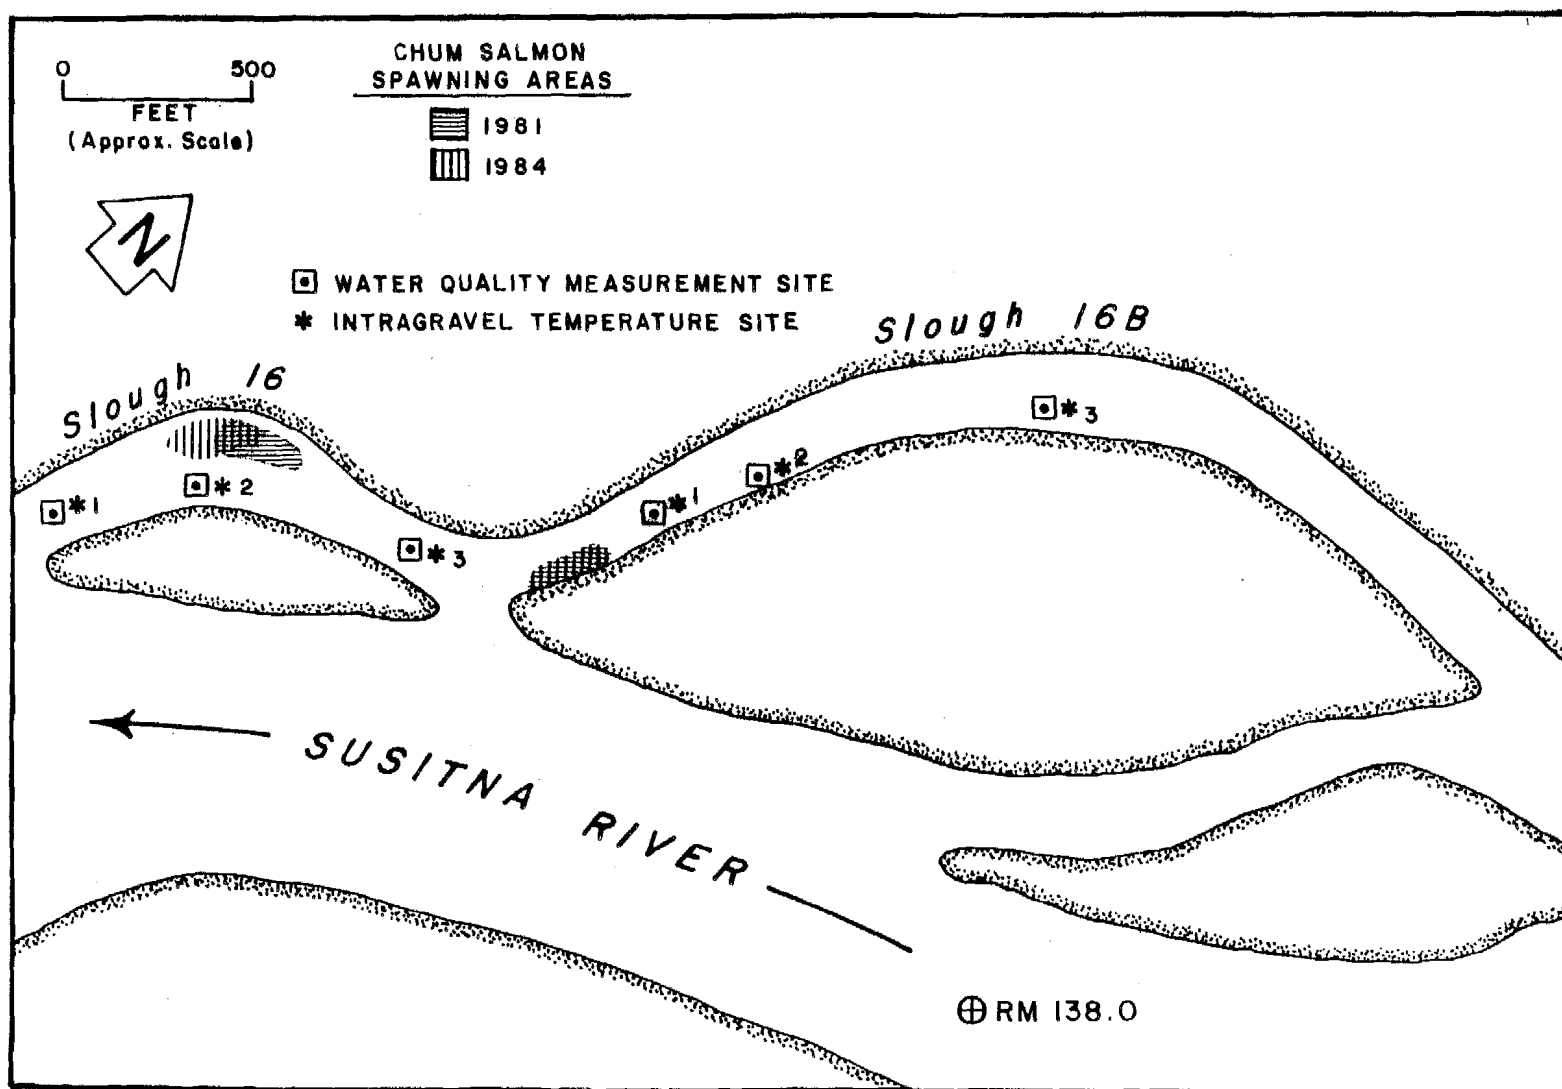 0 500
FEET
(Approx. Scale)
CHUM SALMON
SPAWNING AREAS
1981
1984
N
WATER QUALITY MEASUREMENT SITE
* INTRAGRAVEL TEMPERATURE SITE
Slough 16B
Slough 16
*3
*2
*1
*2
*1
*3
SUSITNA RIVER
RM 138.0